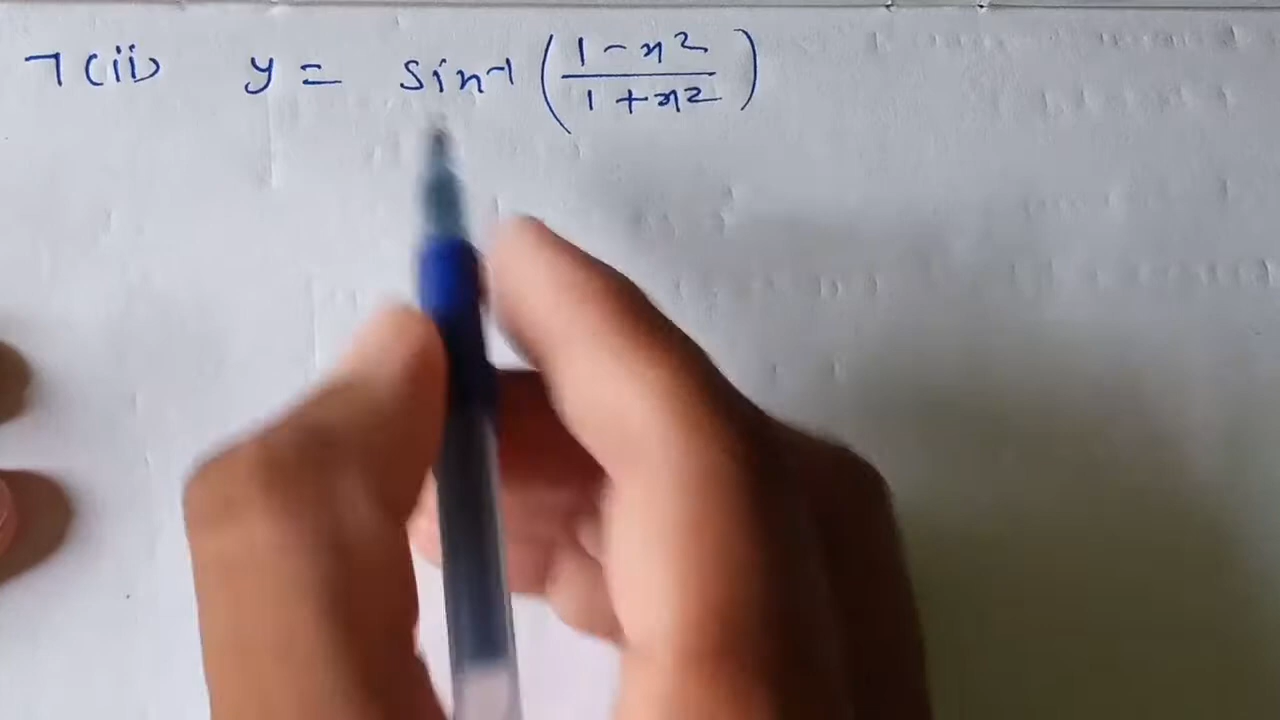 7 (ii) y = sin⁻¹ ((1 - x²)/(1 + x²))